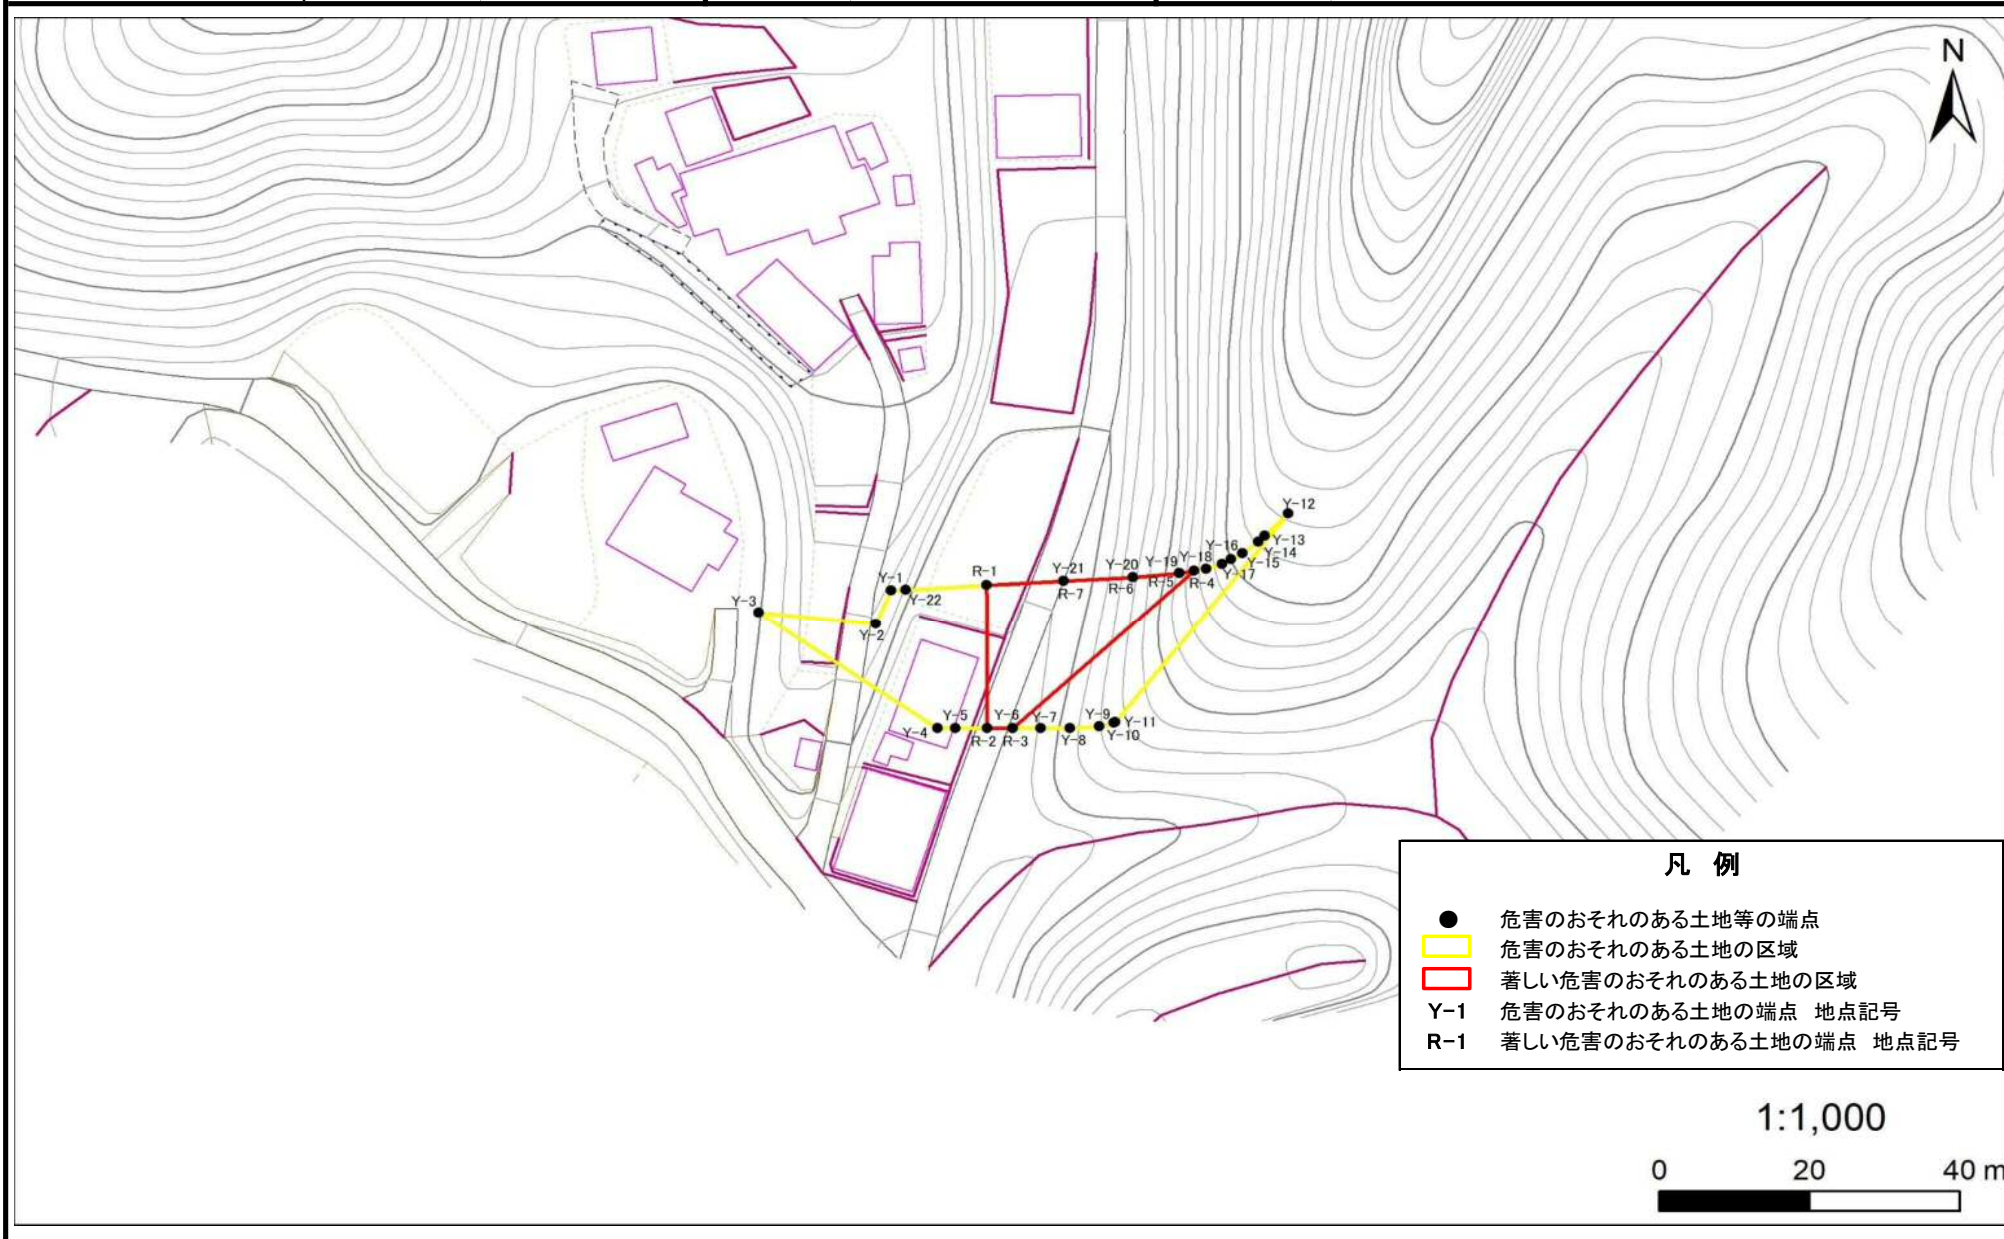 N
Y-12
Y-13
Y-14
Y-16
Y-15
Y-17
Y-18
Y-19
R-4
R-5
Y-20
R-6
Y-21
R-7
R-1
Y-1
Y-22
Y-3
Y-2
Y-4
Y-5
R-2
Y-6
R-3
Y-7
Y-8
Y-9
Y-10
Y-11
凡 例
危害のおそれのある土地等の端点
危害のおそれのある土地の区域
著しい危害のおそれのある土地の区域
Y-1 危害のおそれのある土地の端点 地点記号
R-1 著しい危害のおそれのある土地の端点 地点記号
1:1,000
0 20 40 m